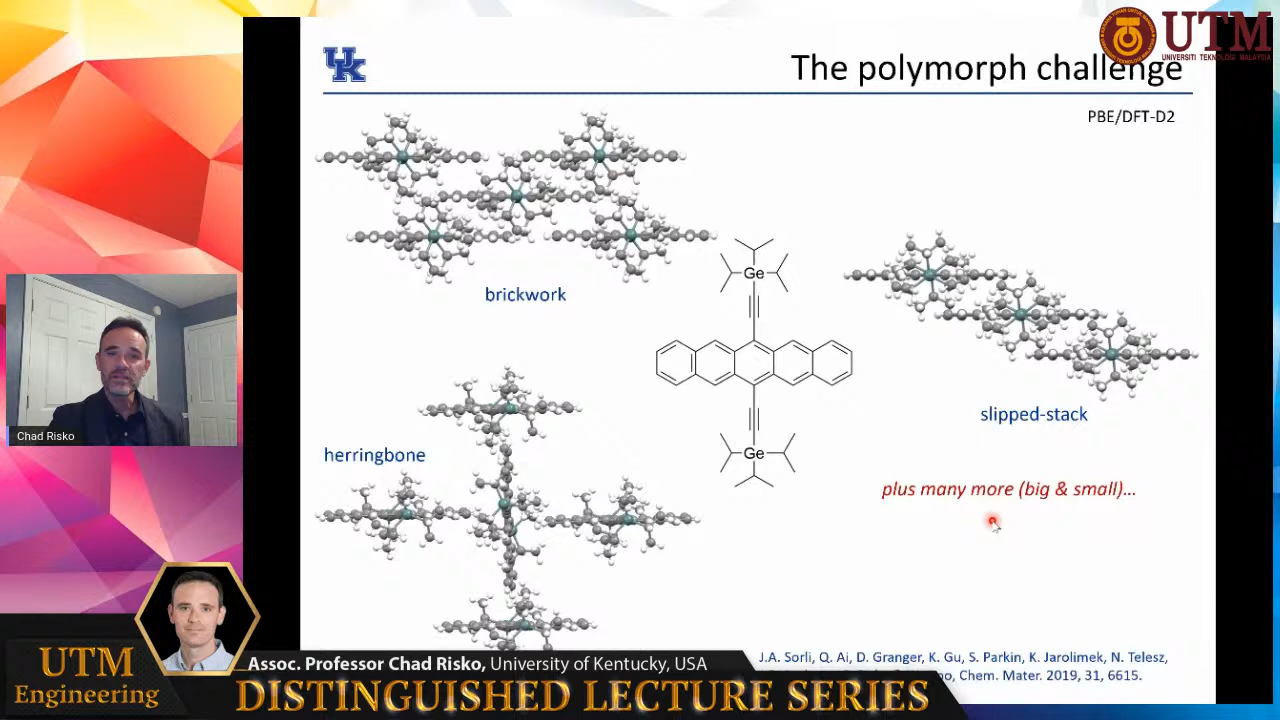 UK
The polymorph challenge
UTM
UNIVERSITI TEKNOLOGI MALAYSIA
PBE/DFT-D2
brickwork
Ge
slipped-stack
herringbone
Ge
plus many more (big & small)...
Chad Risko
J.A. Sorli, Q. Ai, D. Granger, K. Gu, S. Parkin, K. Jarolimek, N. Telesz,
Chem. Mater. 2019, 31, 6615.
UTM
Engineering
Assoc. Professor Chad Risko, University of Kentucky, USA
DISTINGUISHED LECTURE SERIES